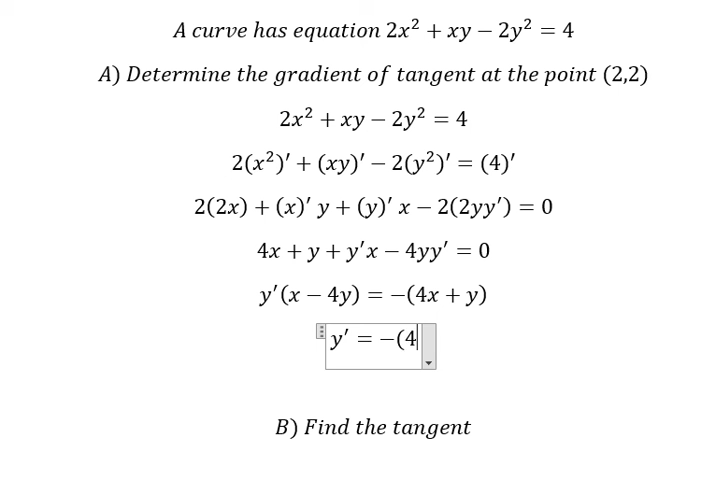 A curve has equation 2x² + xy − 2y² = 4
A) Determine the gradient of tangent at the point (2,2)
2x² + xy − 2y² = 4
2(x²)′ + (xy)′ − 2(y²)′ = (4)′
2(2x) + (x)′ y + (y)′ x − 2(2yy′) = 0
4x + y + y′x − 4yy′ = 0
y′(x − 4y) = −(4x + y)
y′ = −(4
B) Find the tangent